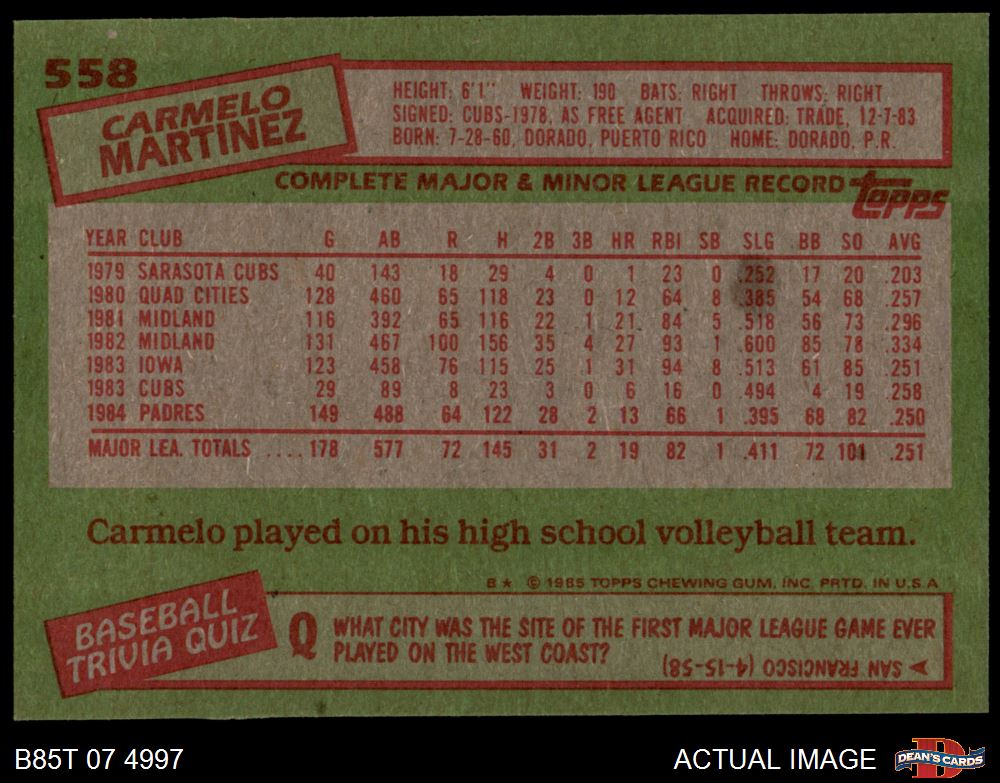 558
CARMELO
MARTINEZ
HEIGHT: 6'1" WEIGHT: 190 BATS: RIGHT THROWS: RIGHT
SIGNED: CUBS-1978, AS FREE AGENT ACQUIRED: TRADE, 12-7-83
BORN: 7-28-60, DORADO, PUERTO RICO HOME: DORADO, P.R.
COMPLETE MAJOR & MINOR LEAGUE RECORD topps
YEAR CLUB G AB R H 2B 3B HR RBI SB SLG BB SO AVG
1979 SARASOTA CUBS 40 143 18 29 4 0 1 23 0 .252 17 20 .203
1980 QUAD CITIES 128 460 65 118 23 0 12 64 8 .385 54 68 .257
1981 MIDLAND 116 392 65 116 22 1 21 84 5 .518 56 73 .296
1982 MIDLAND 131 467 100 156 35 4 27 93 1 .600 85 78 .334
1983 IOWA 123 458 76 115 25 1 31 94 8 .513 61 85 .251
1983 CUBS 29 89 8 23 3 0 6 16 0 .494 4 19 .258
1984 PADRES 149 488 64 122 28 2 13 66 1 .395 68 82 .250
MAJOR LEA. TOTALS ....178 577 72 145 31 2 19 82 1 .411 72 101 .251
Carmelo played on his high school volleyball team.
B★ © 1985 TOPPS CHEWING GUM, INC. PRTD. IN U.S.A
BASEBALL
TRIVIA QUIZ
Q WHAT CITY WAS THE SITE OF THE FIRST MAJOR LEAGUE GAME EVER
PLAYED ON THE WEST COAST?
➤ SAN FRANCISCO (4-15-58)
B85T 07 4997
ACTUAL IMAGE
D
DEAN'S CARDS